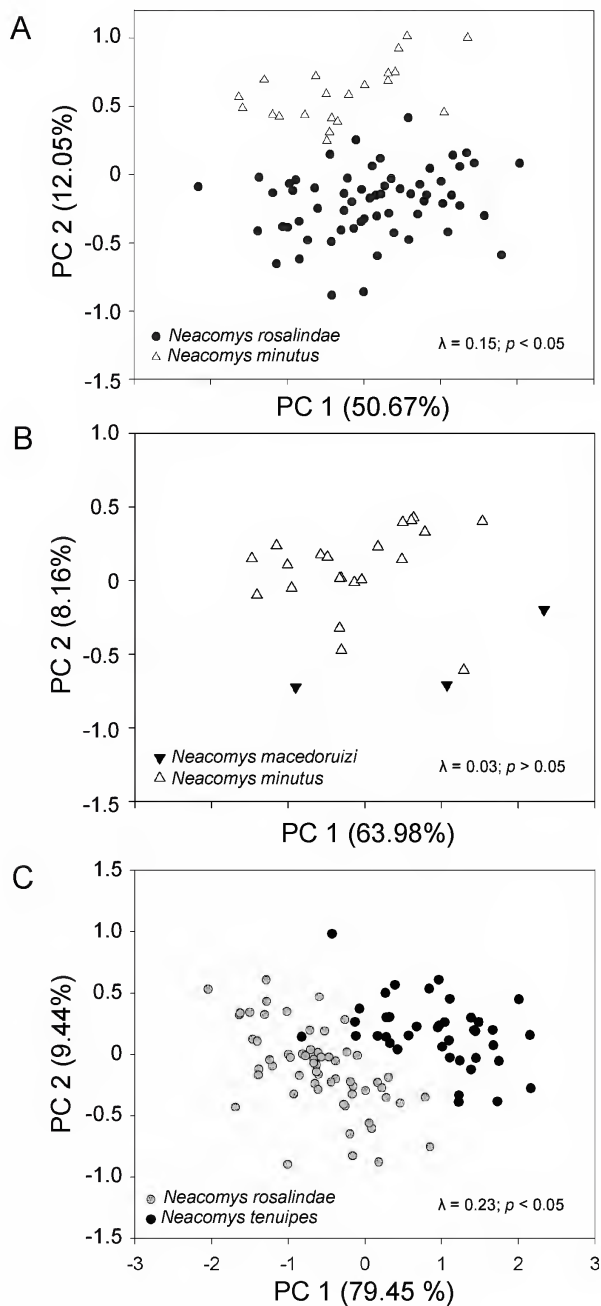 A
1.0
0.5
0
-0.5
-1.0
-1.5
PC 2 (12.05%)
Neacomys rosalindae
Neacomys minutus
λ = 0.15; p < 0.05
PC 1 (50.67%)
B
1.0
0.5
0
-0.5
-1.0
-1.5
PC 2 (8.16%)
Neacomys macedoruizi
Neacomys minutus
λ = 0.03; p > 0.05
PC 1 (63.98%)
C
1.5
1.0
0.5
0
-0.5
-1.0
-1.5
PC 2 (9.44%)
Neacomys rosalindae
Neacomys tenuipes
λ = 0.23; p < 0.05
-3 -2 -1 0 1 2 3
PC 1 (79.45 %)